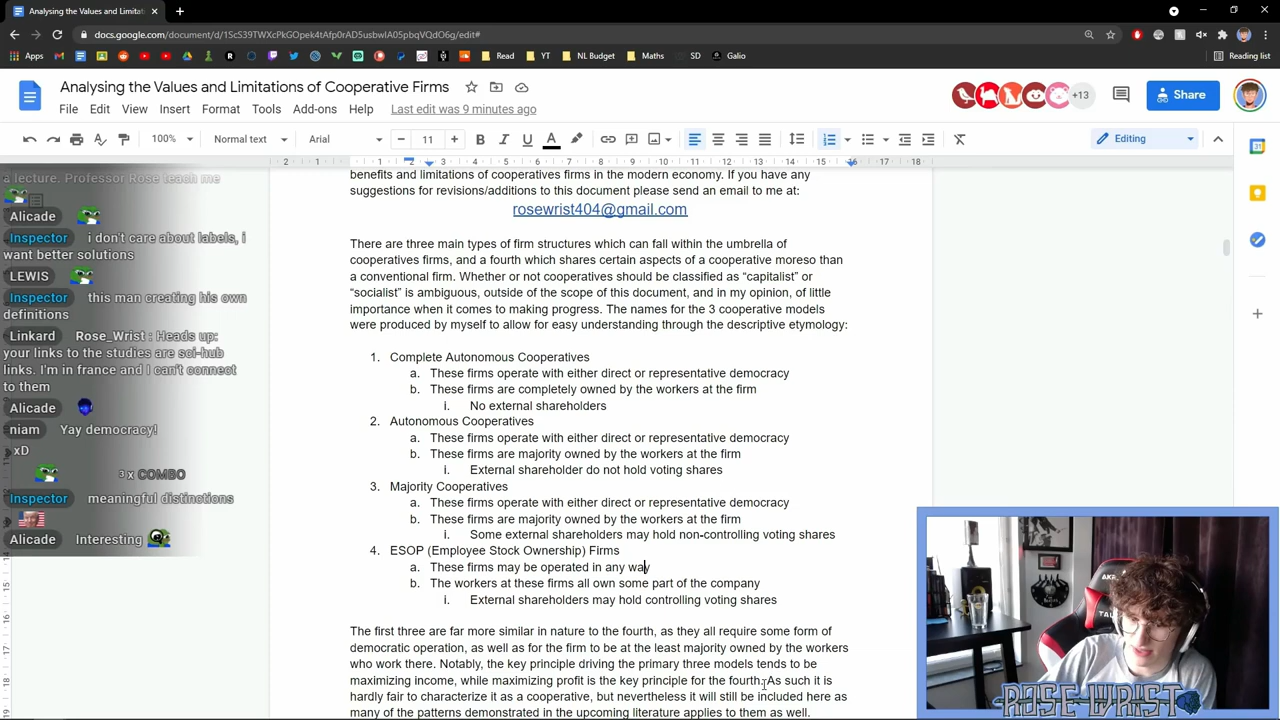 Analysing the Values and Limitat
docs.google.com/document/d/1ScS39TWXcPkGOpek4tAfp0rAD5usbwIA05pbqVQdO6g/edit#
Apps
Read
YT
NL Budget
Maths
SD
Galio
Reading list
Analysing the Values and Limitations of Cooperative Firms
File Edit View Insert Format Tools Add-ons Help Last edit was 9 minutes ago
+13
Share
100% Normal text Arial 11
Editing
2 1 1 2 3 4 5 6 7 8 9 10 11 12 13 14 15 16 17 18
a lecture. Professor Rose teach me
Alicade
Inspector i don't care about labels, i
want better solutions
LEWIS
Inspector this man creating his own
definitions
Linkard Rose_Wrist : Heads up:
your links to the studies are sci-hub
links. I'm in france and I can't connect
to them
Alicade
niam Yay democracy!
xD
3 x COMBO
Inspector meaningful distinctions
Alicade Interesting
benefits and limitations of cooperatives firms in the modern economy. If you have any
suggestions for revisions/additions to this document please send an email to me at:
rosewrist404@gmail.com
There are three main types of firm structures which can fall within the umbrella of
cooperatives firms, and a fourth which shares certain aspects of a cooperative moreso than
a conventional firm. Whether or not cooperatives should be classified as “capitalist” or
“socialist” is ambiguous, outside of the scope of this document, and in my opinion, of little
importance when it comes to making progress. The names for the 3 cooperative models
were produced by myself to allow for easy understanding through the descriptive etymology:
1. Complete Autonomous Cooperatives
a. These firms operate with either direct or representative democracy
b. These firms are completely owned by the workers at the firm
i. No external shareholders
2. Autonomous Cooperatives
a. These firms operate with either direct or representative democracy
b. These firms are majority owned by the workers at the firm
i. External shareholder do not hold voting shares
3. Majority Cooperatives
a. These firms operate with either direct or representative democracy
b. These firms are majority owned by the workers at the firm
i. Some external shareholders may hold non-controlling voting shares
4. ESOP (Employee Stock Ownership) Firms
a. These firms may be operated in any way
b. The workers at these firms all own some part of the company
i. External shareholders may hold controlling voting shares
The first three are far more similar in nature to the fourth, as they all require some form of
democratic operation, as well as for the firm to be at the least majority owned by the workers
who work there. Notably, the key principle driving the primary three models tends to be
maximizing income, while maximizing profit is the key principle for the fourth. As such it is
hardly fair to characterize it as a cooperative, but nevertheless it will still be included here as
many of the patterns demonstrated in the upcoming literature applies to them as well.
ROSE WRIST